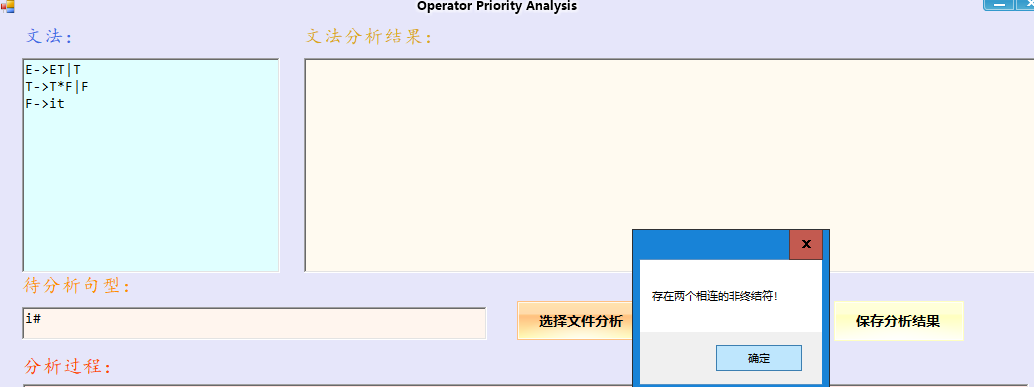 Operator Priority Analysis
文法:
文法分析结果:
E->ET|T
T->T*F|F
F->it
待分析句型:
i#
选择文件分析
x
存在两个相连的非终结符!
确定
保存分析结果
分析过程: